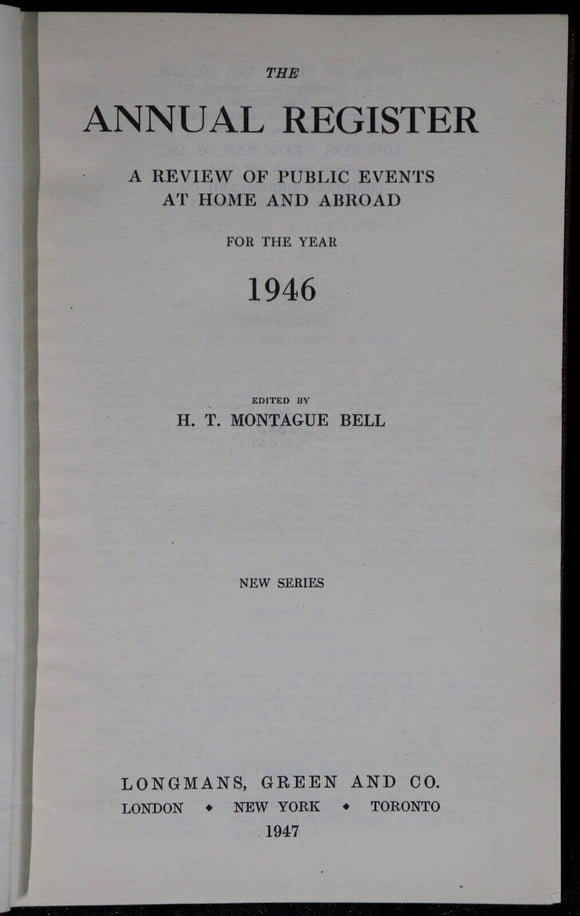 THE
ANNUAL REGISTER
A REVIEW OF PUBLIC EVENTS
AT HOME AND ABROAD
FOR THE YEAR
1946
EDITED BY
H. T. MONTAGUE BELL
NEW SERIES
LONGMANS, GREEN AND CO.
LONDON ♦ NEW YORK ♦ TORONTO
1947